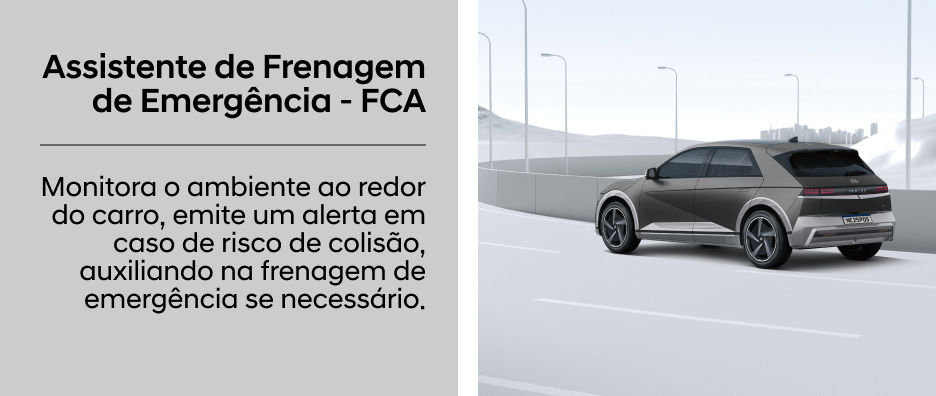 Assistente de Frenagem
de Emergência - FCA
Monitora o ambiente ao redor
do carro, emite um alerta em
caso de risco de colisão,
auxiliando na frenagem de
emergência se necessário.